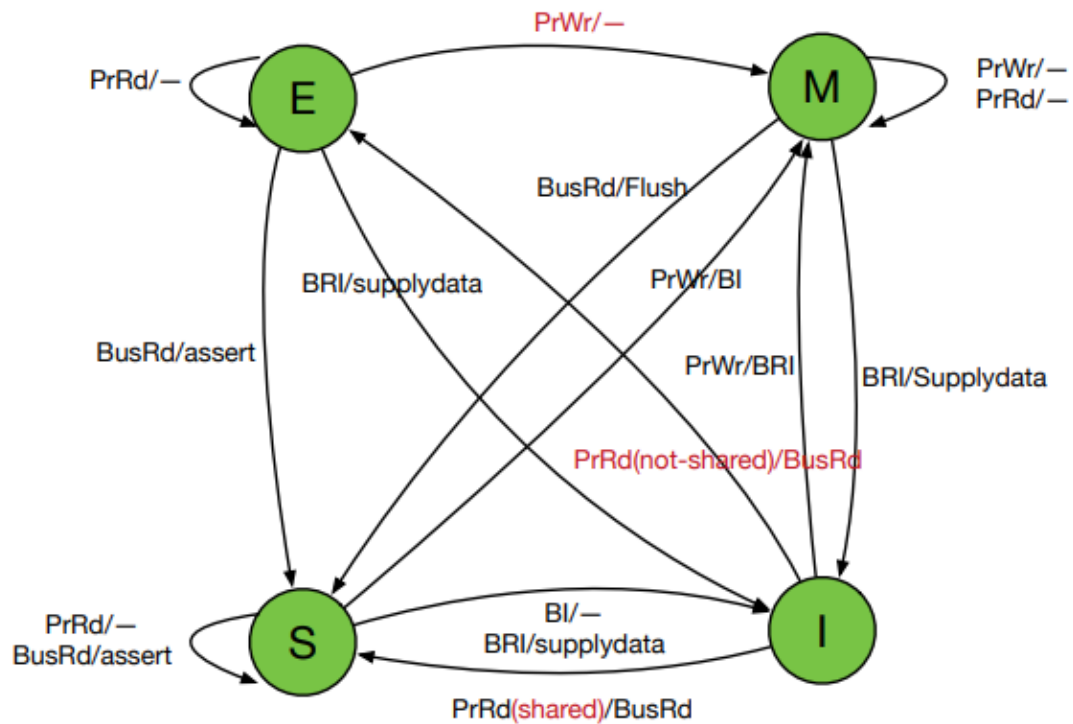 PrWr/—
PrRd/—
E
M
PrWr/—
PrRd/—
BusRd/Flush
BRI/supplydata
PrWr/BI
BusRd/assert
PrWr/BRI
BRI/Supplydata
PrRd(not-shared)/BusRd
PrRd/—
BusRd/assert
S
BI/—
BRI/supplydata
I
PrRd(shared)/BusRd